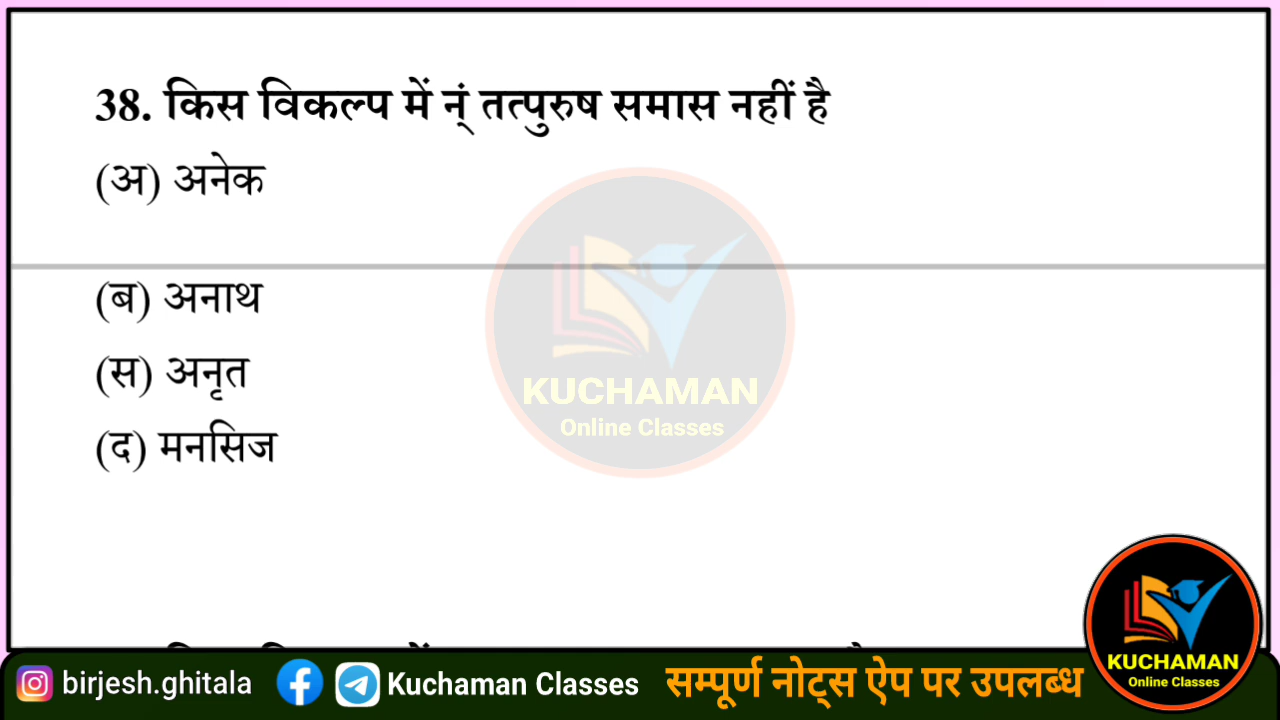 38. किस विकल्प में न्ं तत्पुरुष समास नहीं है
(अ) अनेक
(ब) अनाथ
(स) अनृत
(द) मनसिज
KUCHAMAN
Online Classes
birjesh.ghitala
Kuchaman Classes
सम्पूर्ण नोट्स ऐप पर उपलब्ध
KUCHAMAN
Online Classes